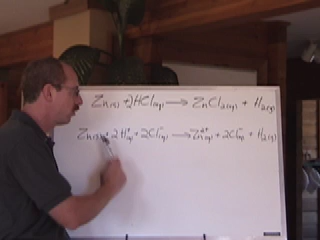 Zn(s) + 2HCl(aq) → ZnCl2(aq) + H2(g)
Zn(s) + 2H+(aq) + 2Cl-(aq) → Zn2+(aq) + 2Cl-(aq) + H2(g)